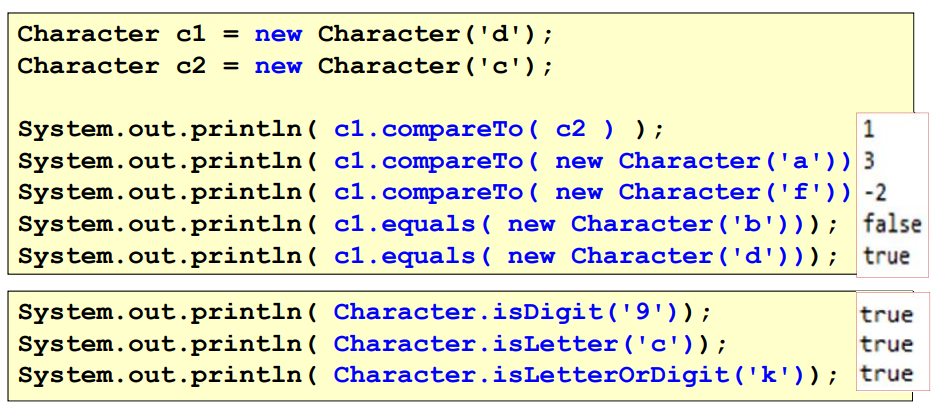 Character c1 = new Character('d');
Character c2 = new Character('c');
System.out.println( c1.compareTo( c2 ) ); 1
System.out.println( c1.compareTo( new Character('a')) 3
System.out.println( c1.compareTo( new Character('f')) -2
System.out.println( c1.equals( new Character('b'))); false
System.out.println( c1.equals( new Character('d'))); true
System.out.println( Character.isDigit('9')); true
System.out.println( Character.isLetter('c')); true
System.out.println( Character.isLetterOrDigit('k')); true